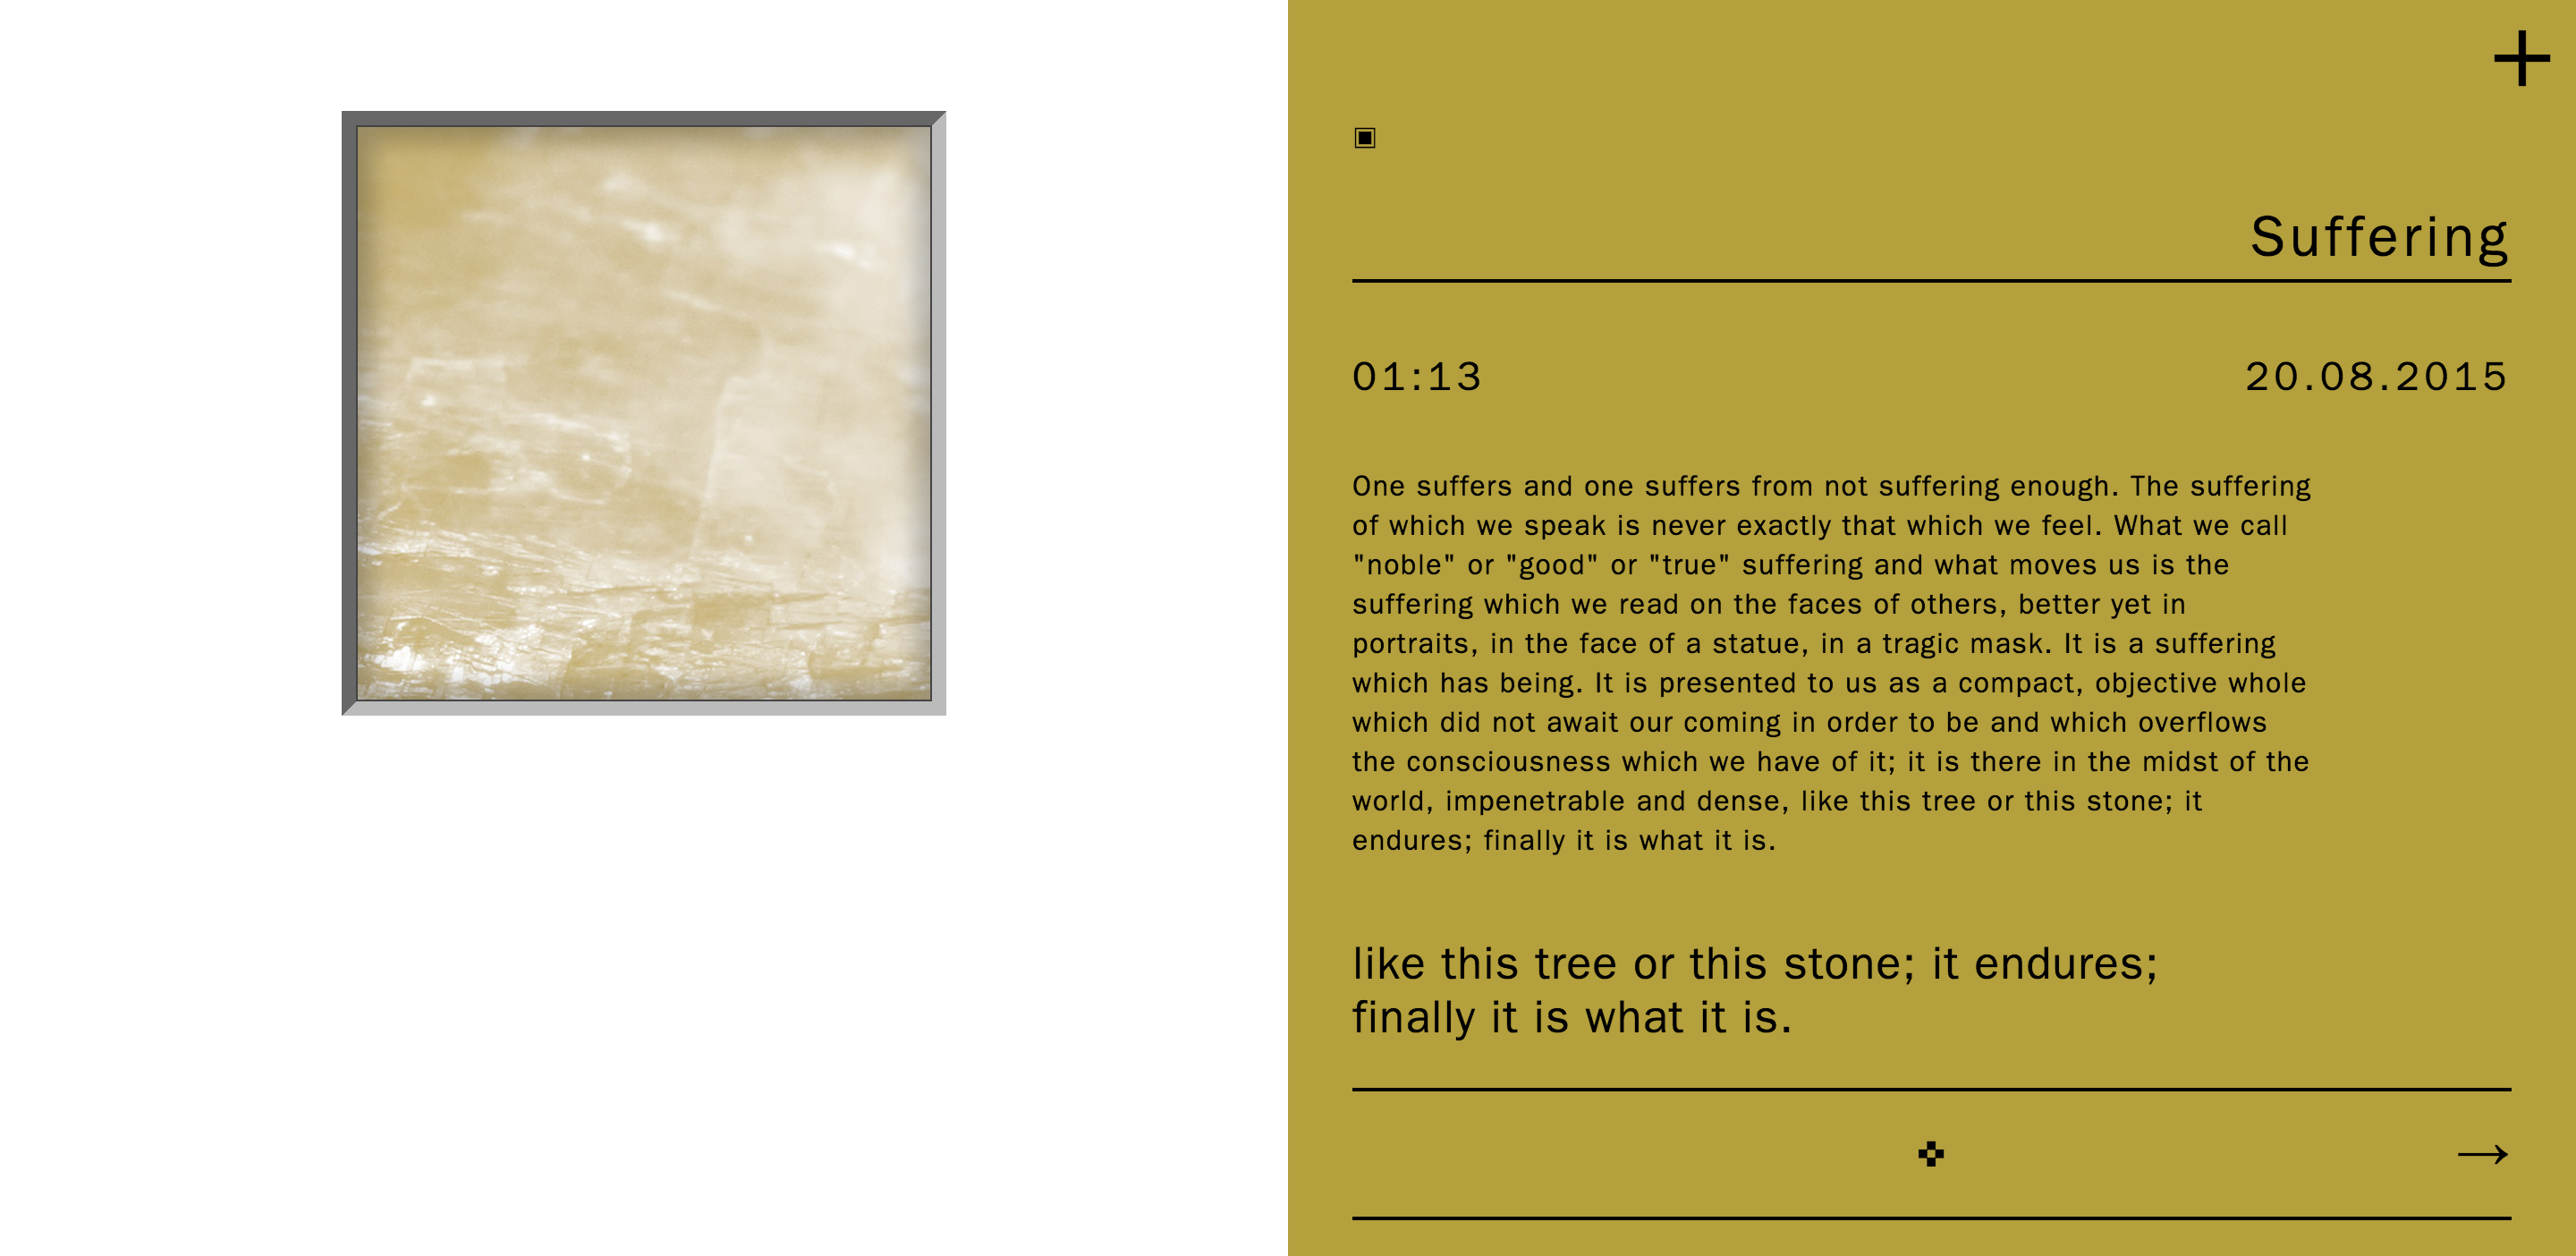 Suffering
01:13 20.08.2015
One suffers and one suffers from not suffering enough. The suffering
of which we speak is never exactly that which we feel. What we call
"noble" or "good" or "true" suffering and what moves us is the
suffering which we read on the faces of others, better yet in
portraits, in the face of a statue, in a tragic mask. It is a suffering
which has being. It is presented to us as a compact, objective whole
which did not await our coming in order to be and which overflows
the consciousness which we have of it; it is there in the midst of the
world, impenetrable and dense, like this tree or this stone; it
endures; finally it is what it is.
like this tree or this stone; it endures;
finally it is what it is.